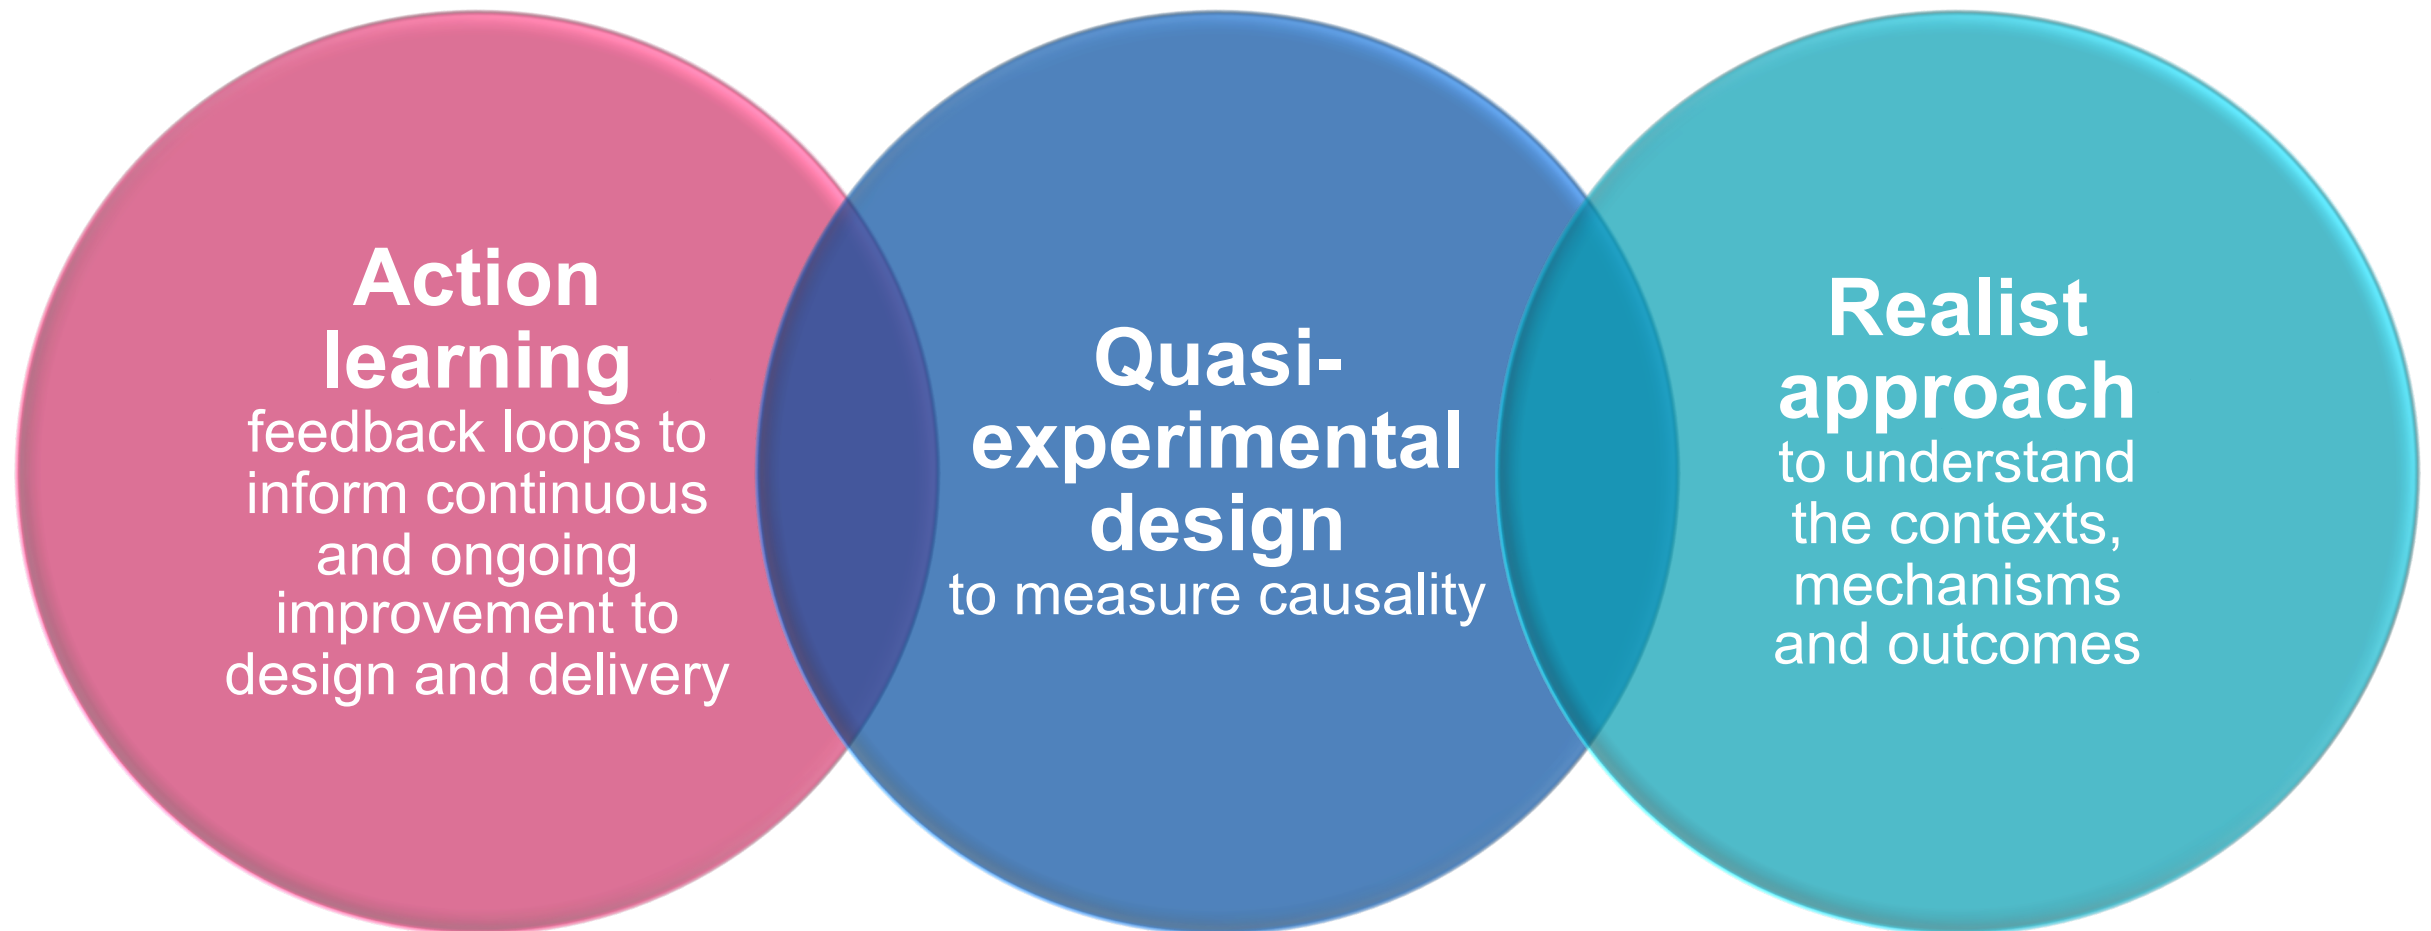 Action
learning
feedback loops to
inform continuous
and ongoing
improvement to
design and delivery
Quasi-
experimental
design
to measure causality
Realist
approach
to understand
the contexts,
mechanisms
and outcomes